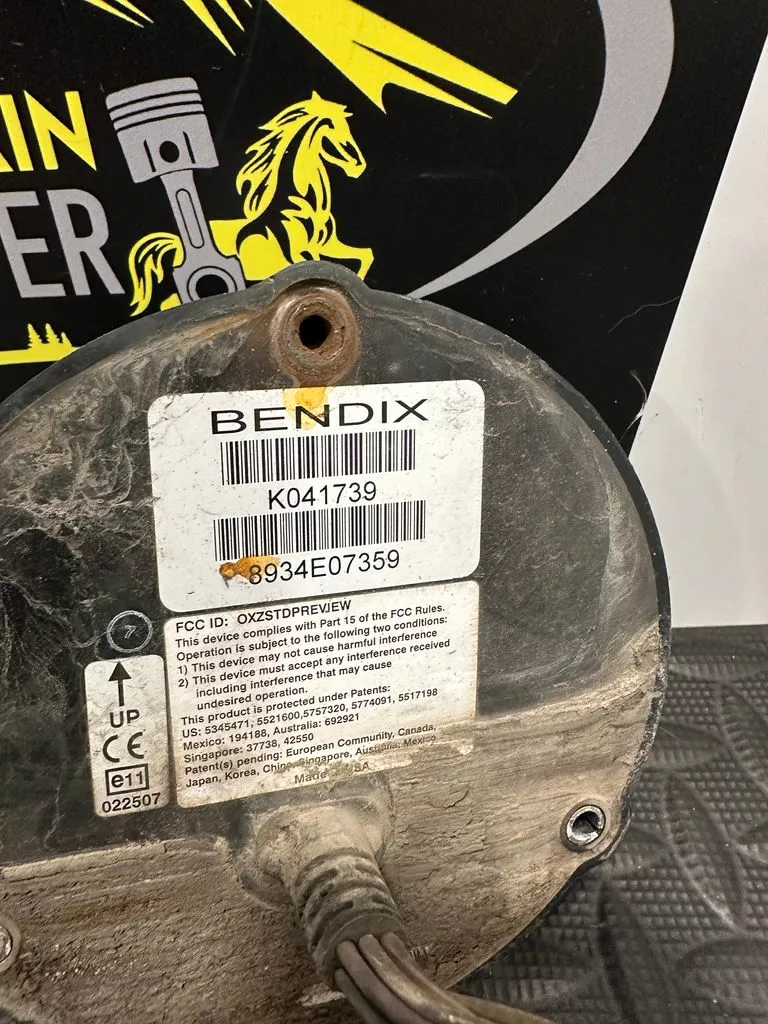 AIN
ER
BENDIX
K041739
8934E07359
FCC ID: OXZSTDPREVIEW
This device complies with Part 15 of the FCC Rules.
Operation is subject to the following two conditions:
1) This device may not cause harmful interference
2) This device must accept any interference received
including interference that may cause
undesired operation.
This product is protected under Patents:
US: 5345471, 5521600,5757320, 5774091, 5517198
Mexico: 194188, Australia: 692921
Singapore: 37738, 42550
Patent(s) pending: European Community, Canada,
Japan, Korea, China, Singapore, Australia, Mexico
Made USA
7
UP
CE
e11
022507